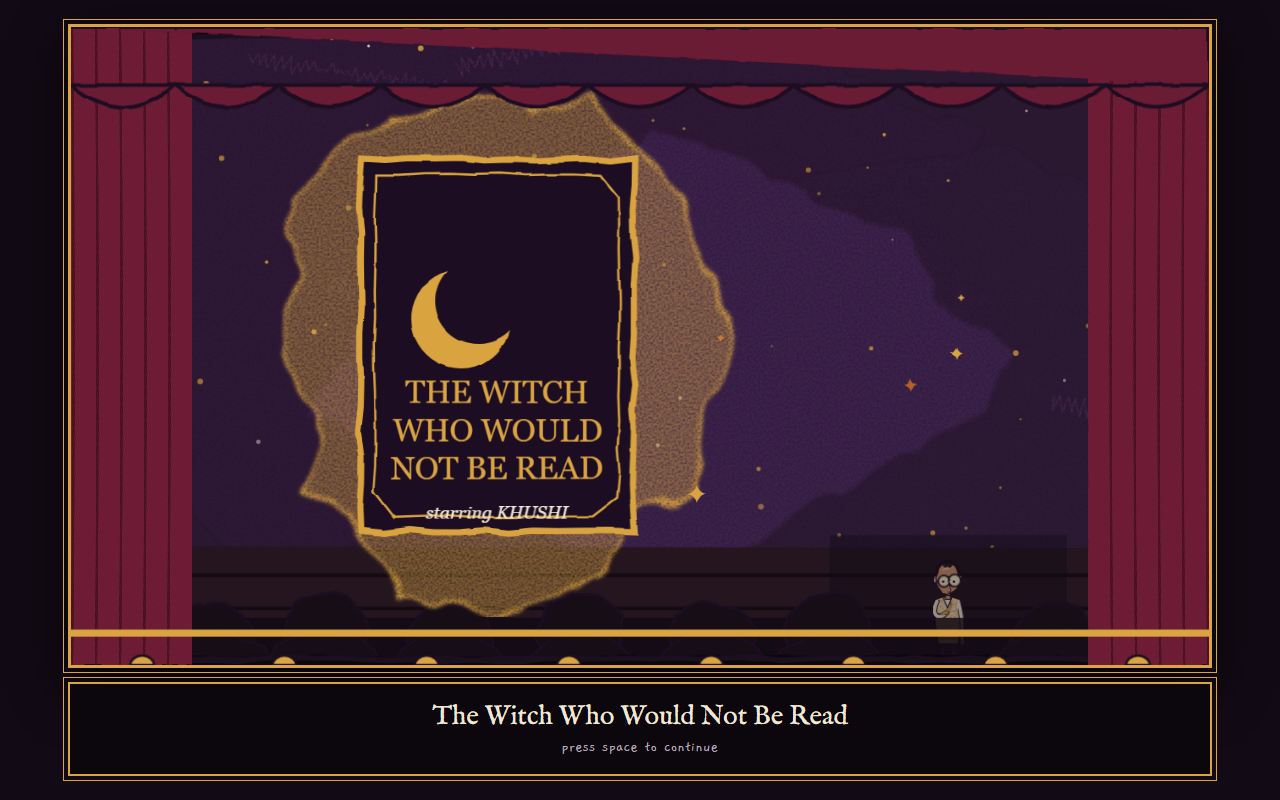 THE WITCH
WHO WOULD
NOT BE READ
starring KHUSHI
The Witch Who Would Not Be Read
press space to continue